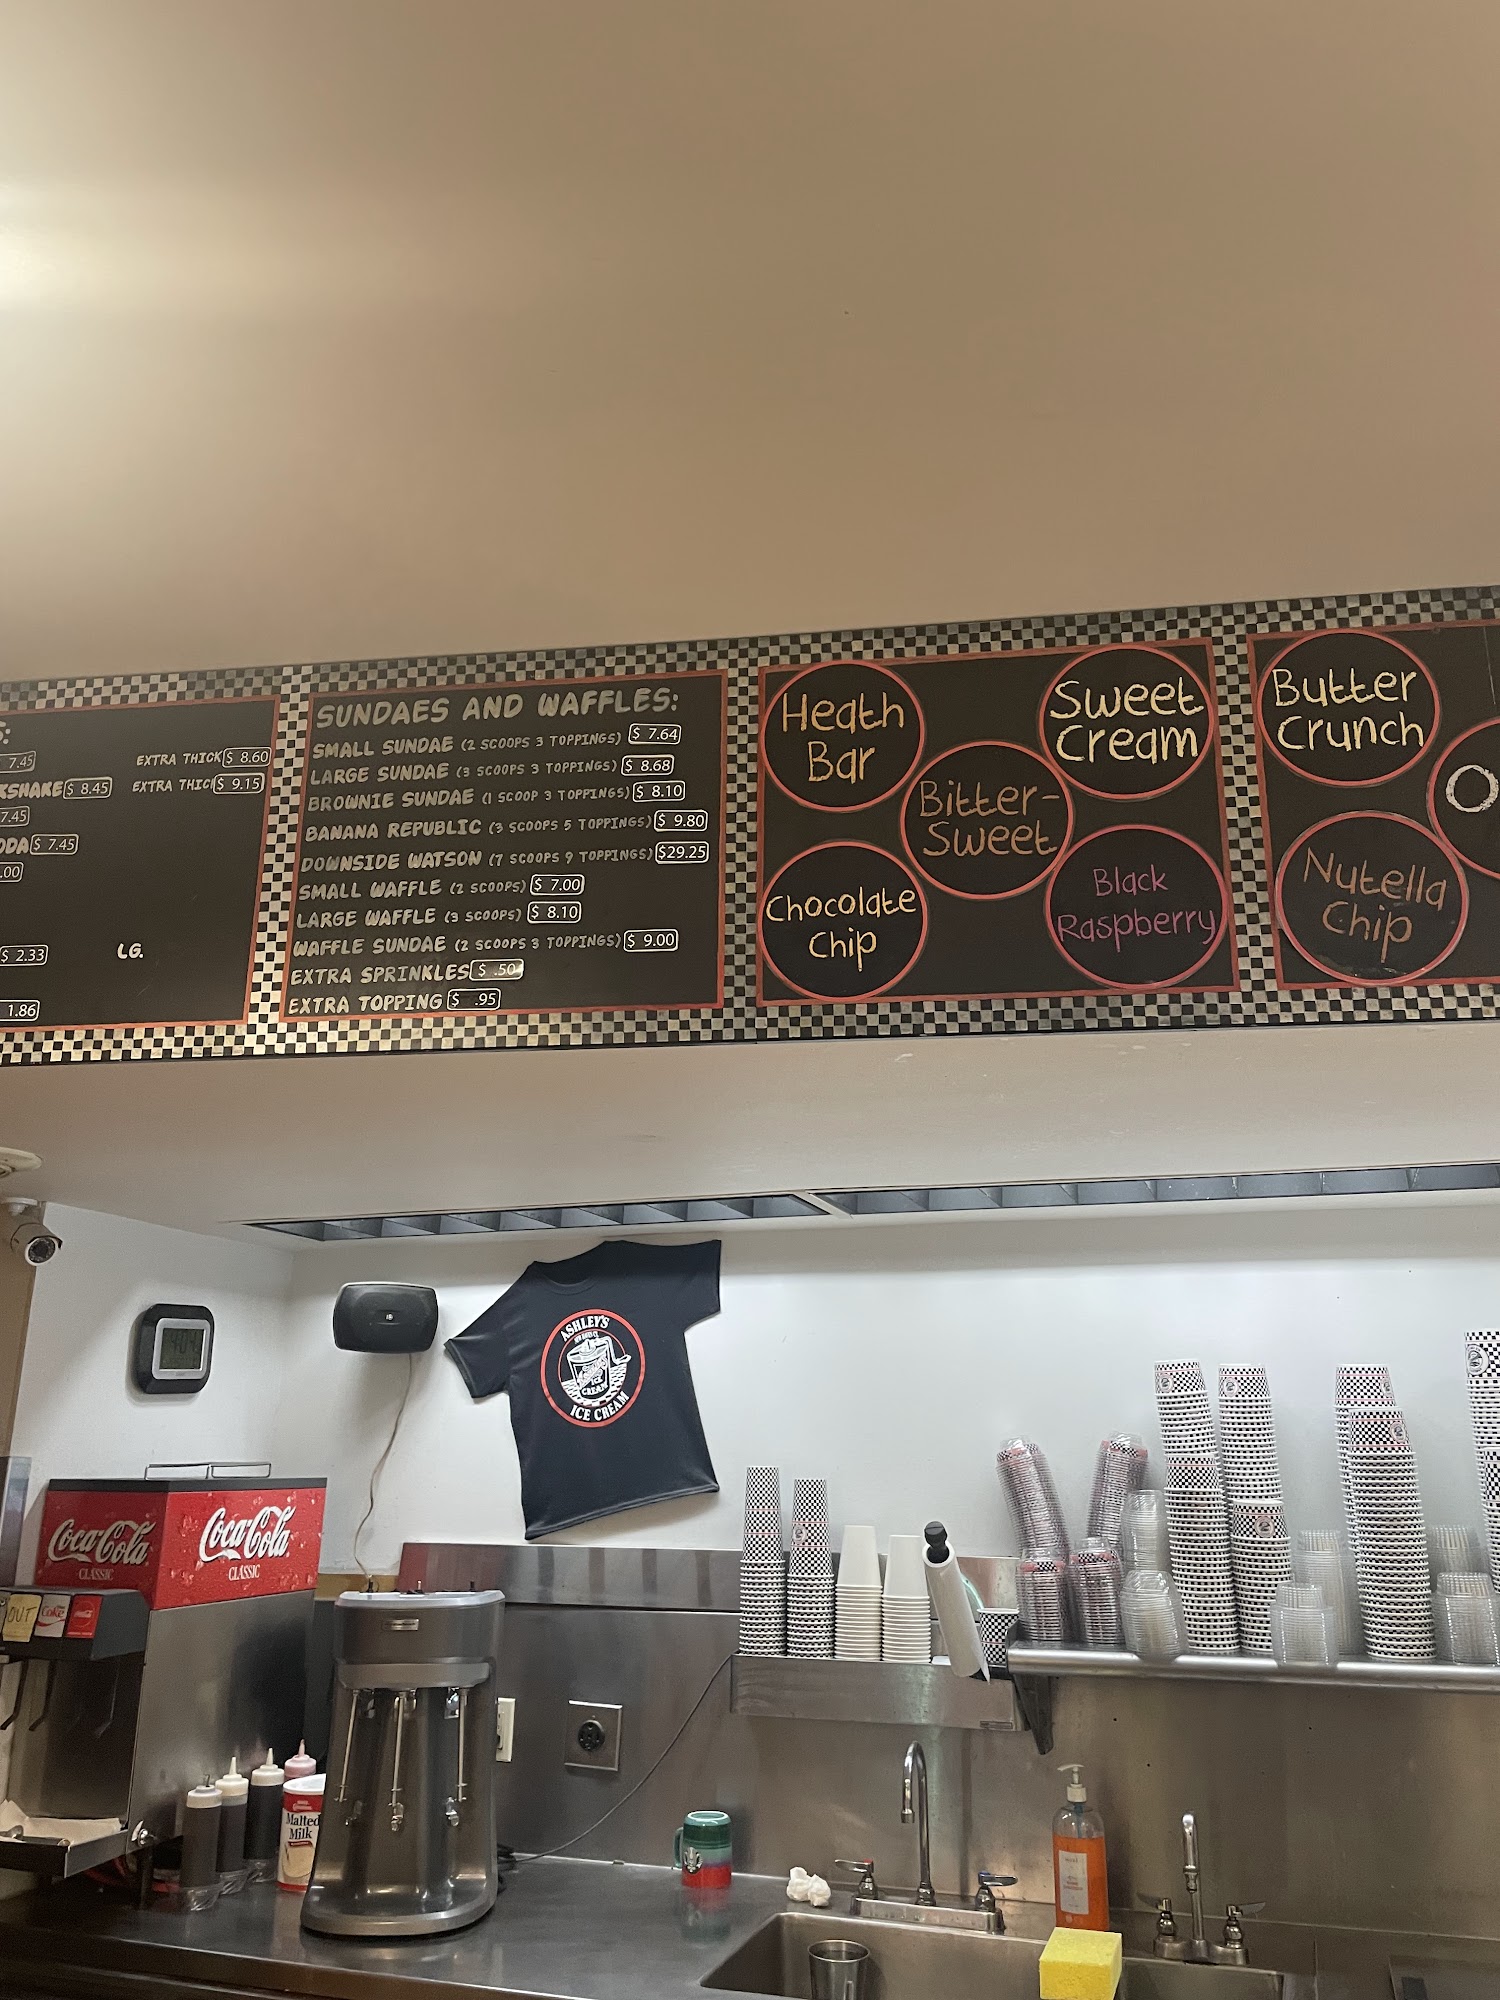 S:
7.45
EXTRA THICK $ 8.60
KSHAKE $ 8.45
EXTRA THICK $ 9.15
7.45
ODA $ 7.45
.00
$ 2.33
LG.
1.86
SUNDAES AND WAFFLES:
SMALL SUNDAE (2 SCOOPS 3 TOPPINGS) $ 7.64
LARGE SUNDAE (3 SCOOPS 3 TOPPINGS) $ 8.68
BROWNIE SUNDAE (1 SCOOP 3 TOPPINGS) $ 8.10
BANANA REPUBLIC (3 SCOOPS 5 TOPPINGS) $ 9.80
DOWNSIDE WATSON (7 SCOOPS 9 TOPPINGS) $29.25
SMALL WAFFLE (2 SCOOPS) $ 7.00
LARGE WAFFLE (3 SCOOPS) $ 8.10
WAFFLE SUNDAE (2 SCOOPS 3 TOPPINGS) $ 9.00
EXTRA SPRINKLES $ .50
EXTRA TOPPING $ .95
Heath
Bar
Sweet
Cream
Bitter-
Sweet
Chocolate
Chip
Black
Raspberry
Butter
Crunch
O
Nutella
Chip
ASHLEY'S
ICE
CREAM
ICE CREAM
Coca-Cola
CLASSIC
Coca-Cola
CLASSIC
OUT
Coke
Malted
Milk